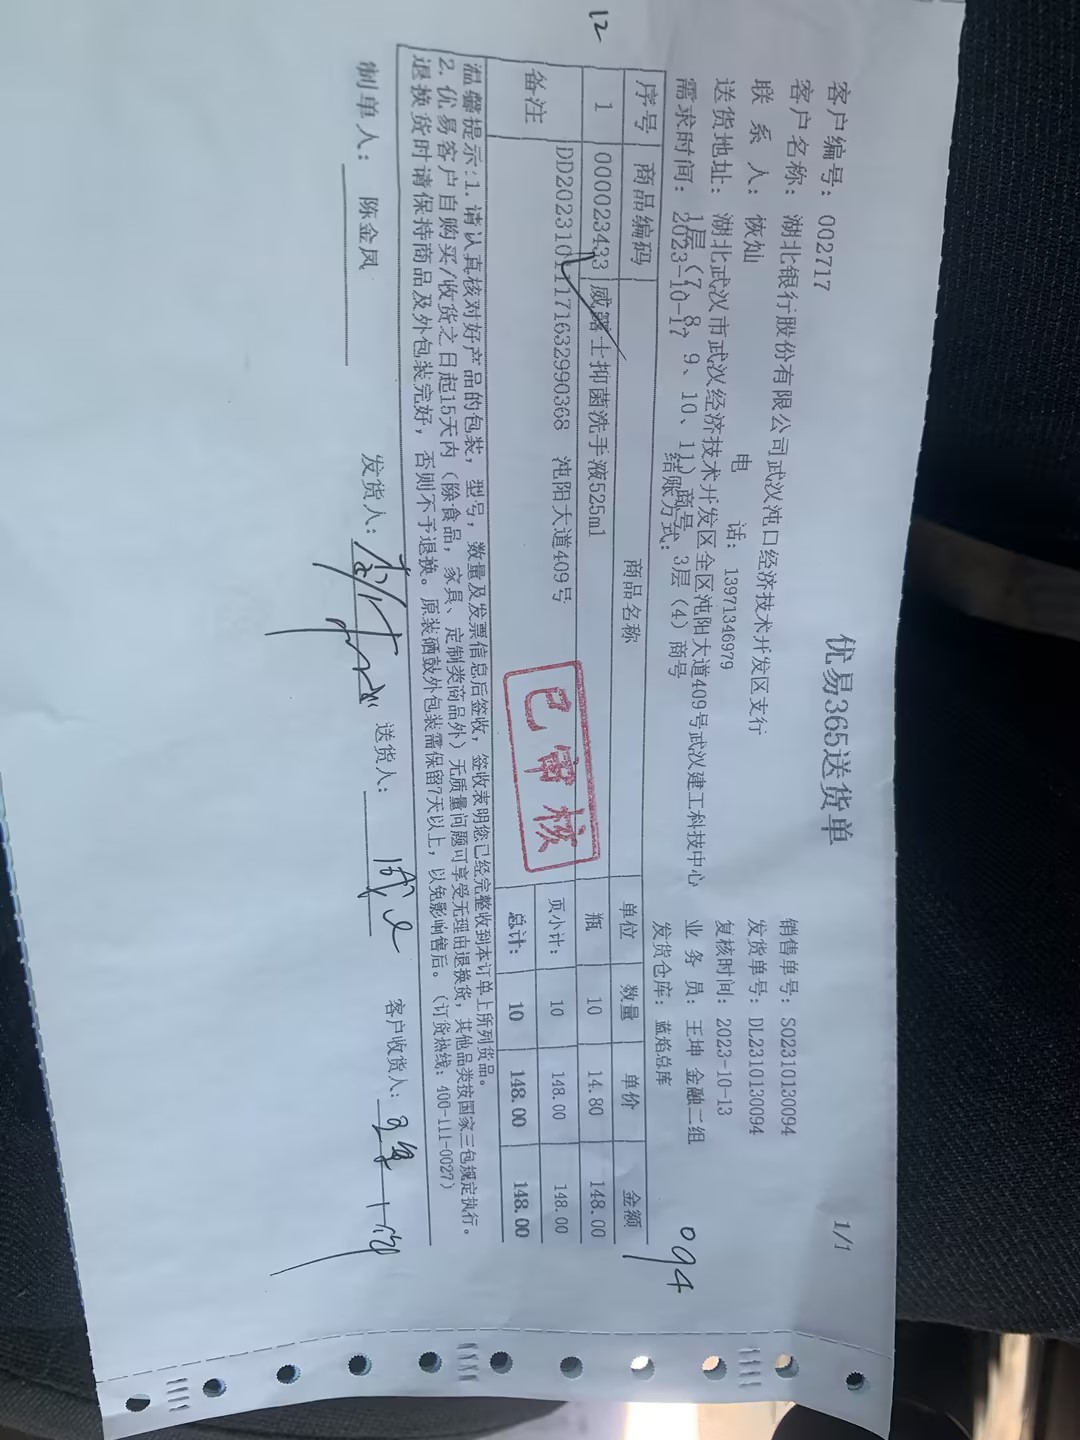 优易365送货单
1/1
客户编号: 002717
客户名称: 湖北银行股份有限公司武汉沌口经济技术开发区支行
销售单号: SO2310130094
联 系 人: 恢灿
电 话: 13971346979
发货单号: DL2310130094
送货地址: 湖北武汉市武汉经济技术开发区全区沌阳大道409号武汉建工科技中心
1层（7、8、9、10、11）商号、3层（4）商号
复核时间: 2023-10-13
业 务 员: 王坤 金融二组
需求时间: 2023-10-17
结账方式:
发货仓库: 蓝焰总库
094
序号 商品编码 商品名称 单位 数量 单价 金额
1 000023433 威露士抑菌洗手液525ml 瓶 10 14.80 148.00
备注 DD20231011171632990368 沌阳大道409号
页小计: 10 148.00 148.00
总计: 10 148.00 148.00
已审核
12
温馨提示:1.请认真核对好产品的包装，型号，数量及发票信息后签收，签收表明您已经完整收到本订单上所列货品。
2.优易客户自购买/收货之日起15天内（除食品，家具、定制类商品外）无质量问题可享受无理由退换货，其他品类按国家三包规定执行。
退换货时请保持商品及外包装完好，否则不予退换。原装硒鼓外包装需保留7天以上，以免影响售后。（订货热线: 400-111-0027）
制单人: 陈金凤
发货人:
送货人:
客户收货人: